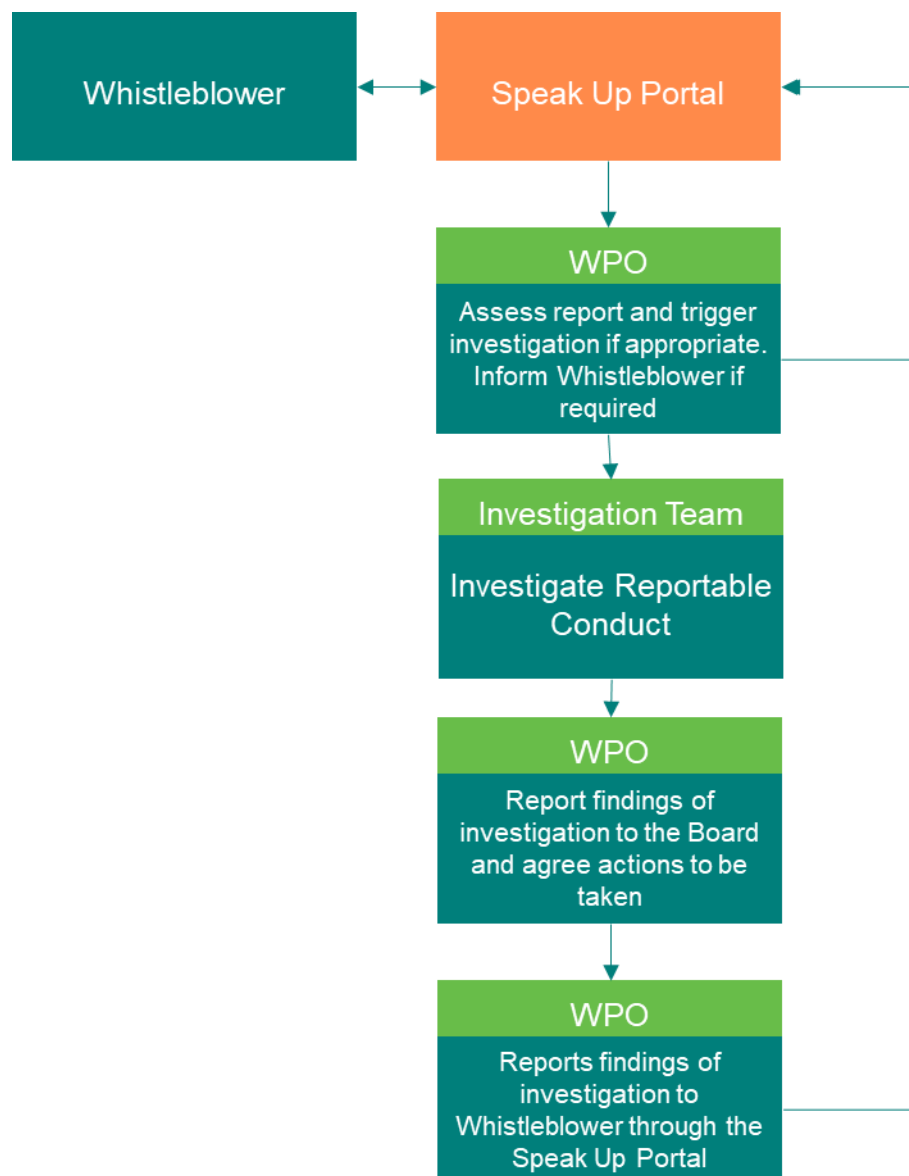 Whistleblower
Speak Up Portal
WPO
Assess report and trigger
investigation if appropriate.
Inform Whistleblower if
required
Investigation Team
Investigate Reportable
Conduct
WPO
Report findings of
investigation to the Board
and agree actions to be
taken
WPO
Reports findings of
investigation to
Whistleblower through the
Speak Up Portal